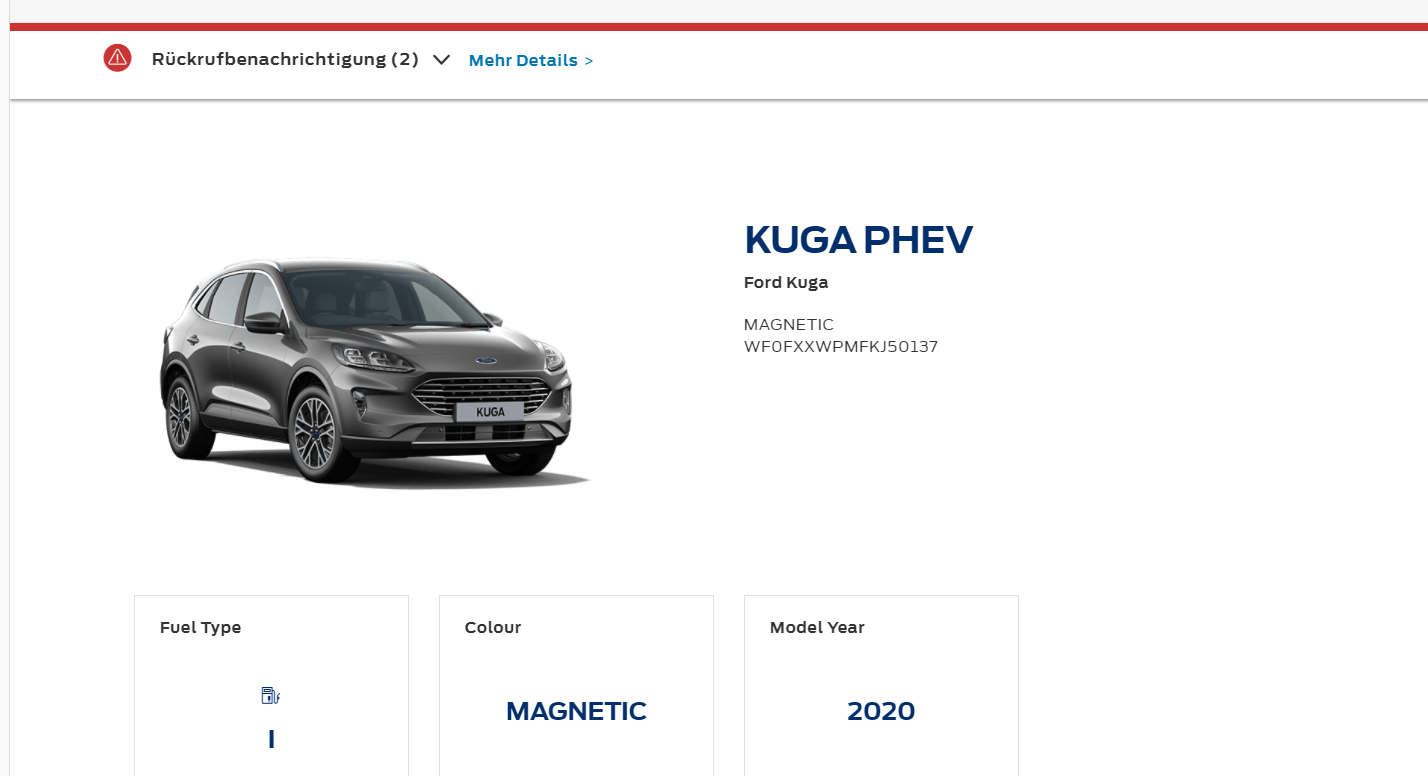 Rückrufbenachrichtigung (2) Mehr Details >
KUGA PHEV
Ford Kuga
MAGNETIC
WF0FXXWPMFKJ50137
KUGA
Fuel Type
I
Colour
MAGNETIC
Model Year
2020